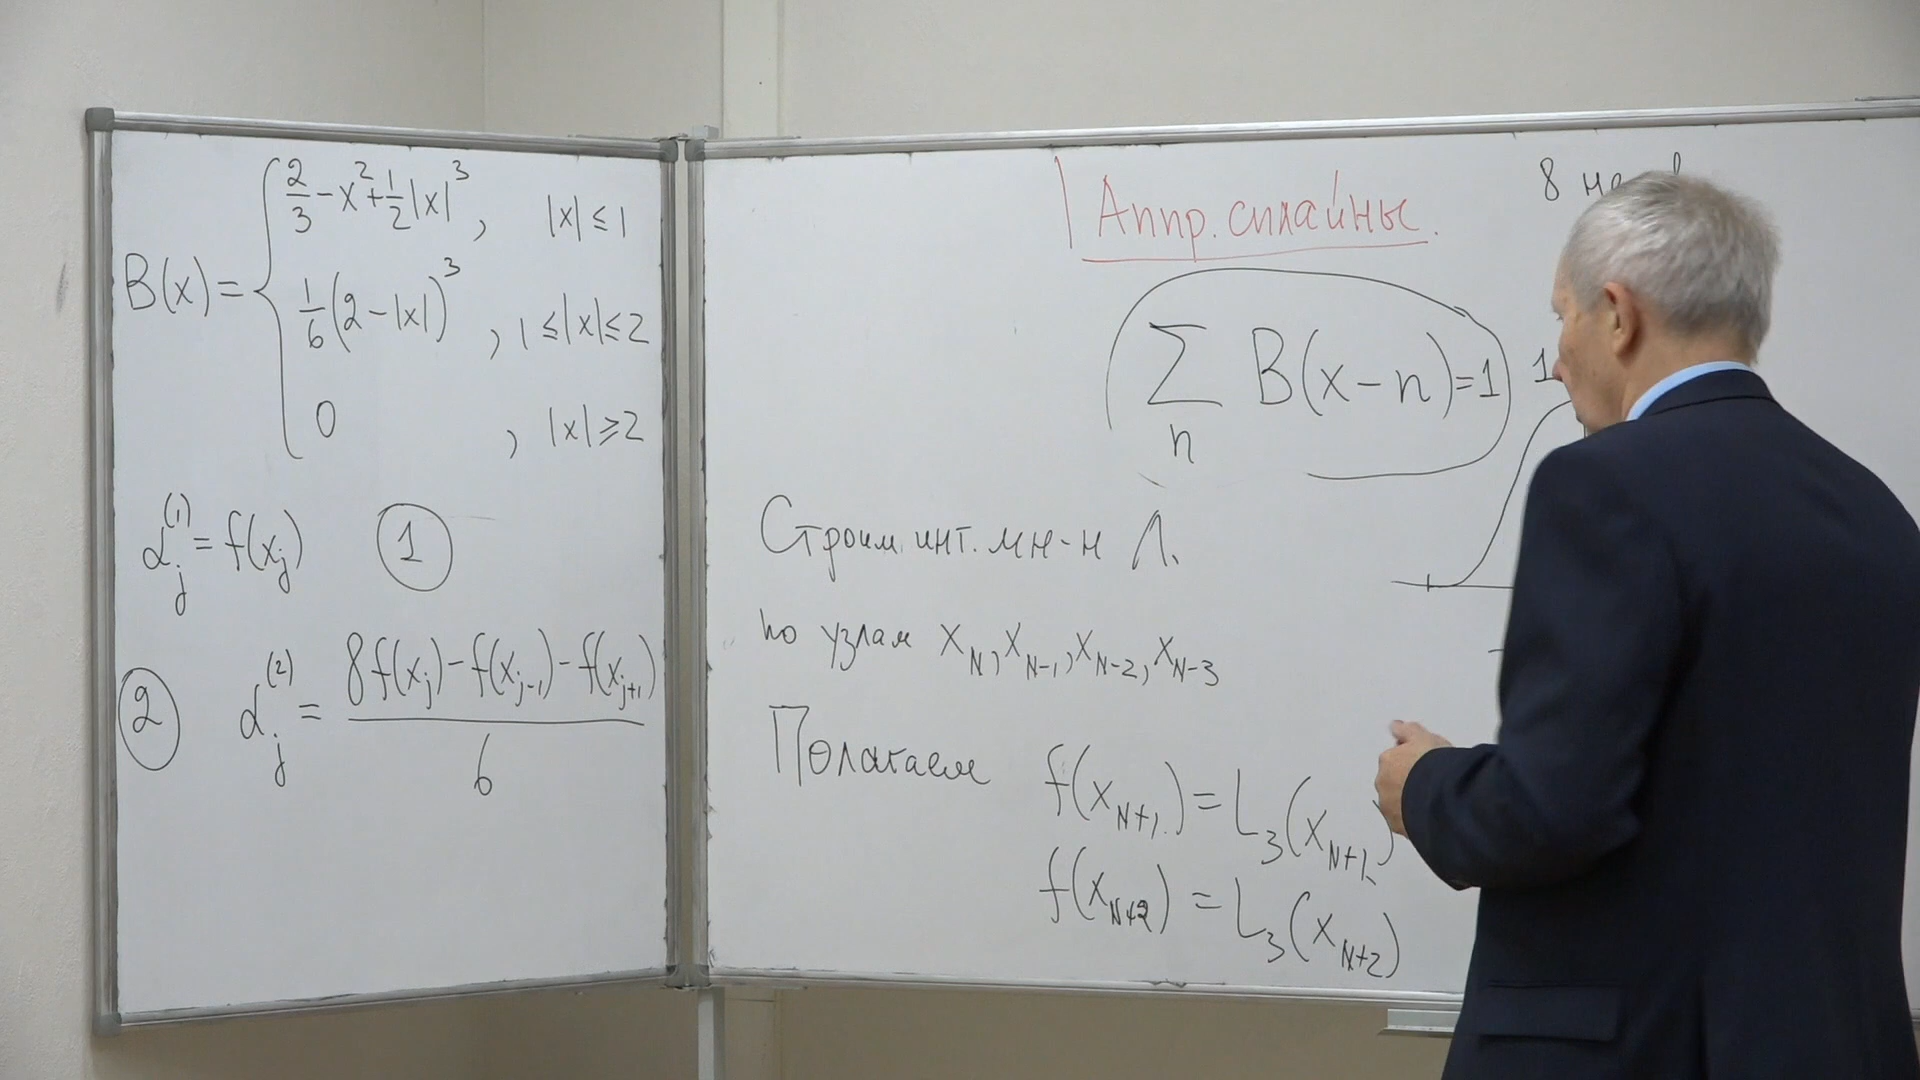 B(x) = { 2/3 - x² + 1/2 |x|³ , |x| ≤ 1
1/6 (2 - |x|)³ , 1 ≤ |x| ≤ 2
0 , |x| ⩾ 2
α_j^(1) = f(x_j) ①
② α_j^(2) = (8f(x_j) - f(x_{j-1}) - f(x_{j+1})) / 6
Аппр. сплайны.
8
∑_n B(x-n) = 1
1
Строим инт. мн-н Л.
по узлам x_N, x_{N-1}, x_{N-2}, x_{N-3}
Полагаем f(x_{N+1}) = L_3(x_{N+1})
f(x_{N+2}) = L_3(x_{N+2})